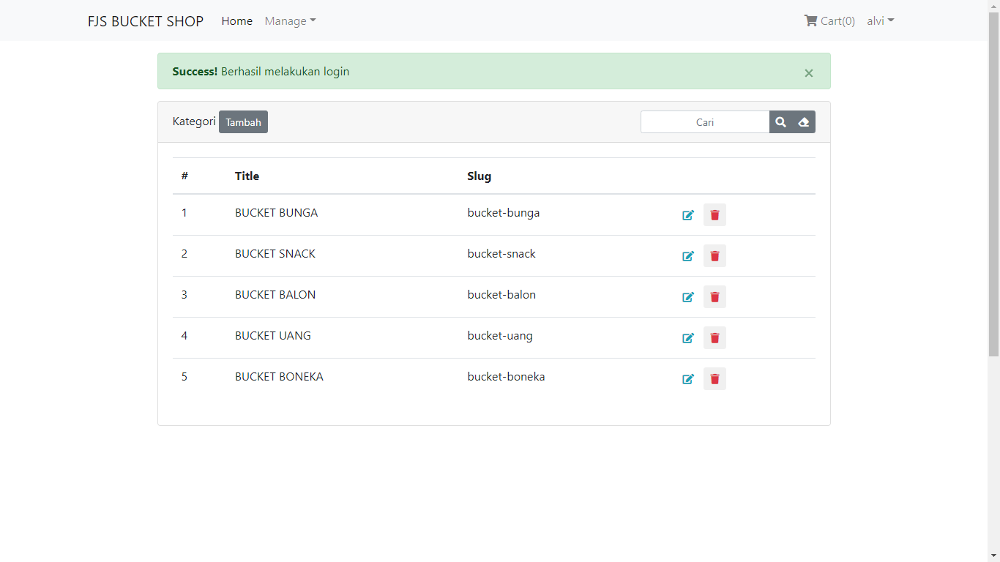 FJS BUCKET SHOP Home Manage Cart(0) alvi
Success! Berhasil melakukan login ×
Kategori Tambah Cari
# Title Slug
1 BUCKET BUNGA bucket-bunga
2 BUCKET SNACK bucket-snack
3 BUCKET BALON bucket-balon
4 BUCKET UANG bucket-uang
5 BUCKET BONEKA bucket-boneka